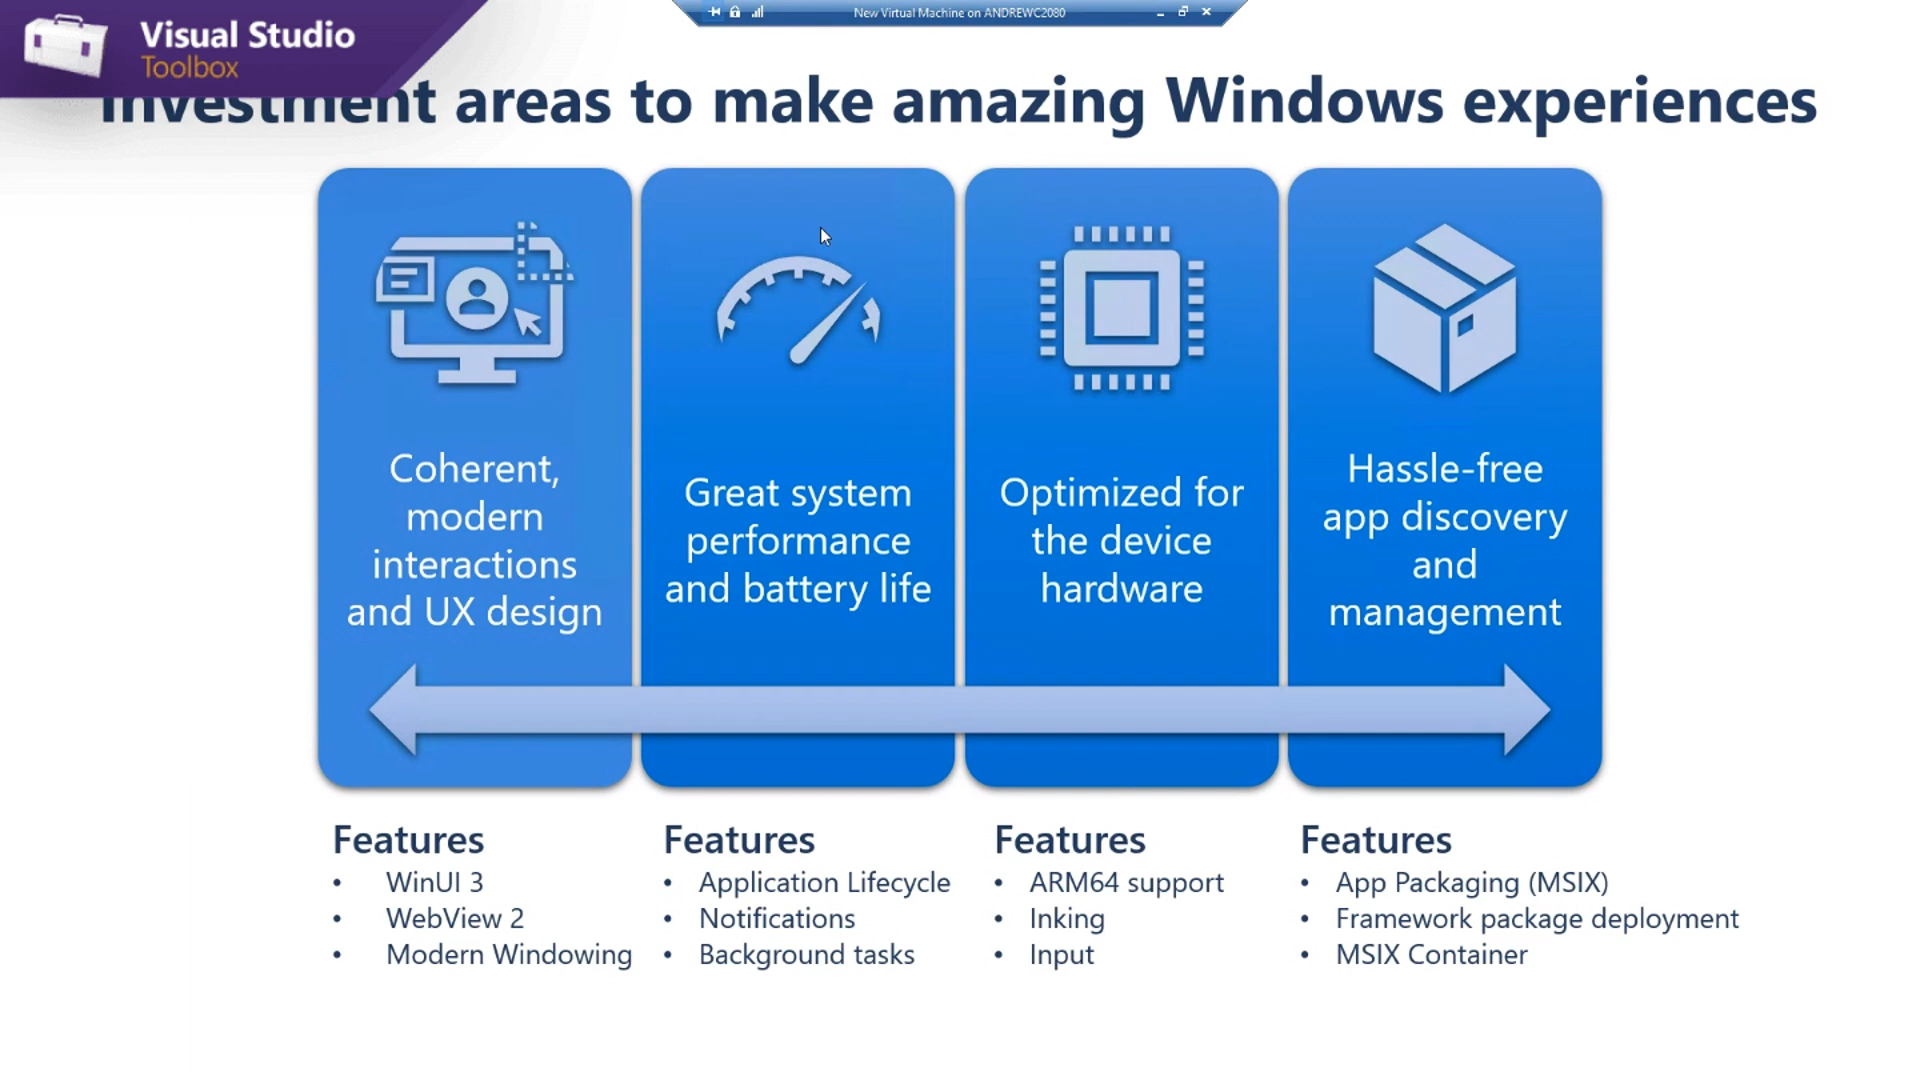 Visual Studio
Toolbox
New Virtual Machine on ANDREWC2080
Investment areas to make amazing Windows experiences
Coherent,
modern
interactions
and UX design
Great system
performance
and battery life
Optimized for
the device
hardware
Hassle-free
app discovery
and
management
Features
• WinUI 3
• WebView 2
• Modern Windowing
Features
• Application Lifecycle
• Notifications
• Background tasks
Features
• ARM64 support
• Inking
• Input
Features
• App Packaging (MSIX)
• Framework package deployment
• MSIX Container